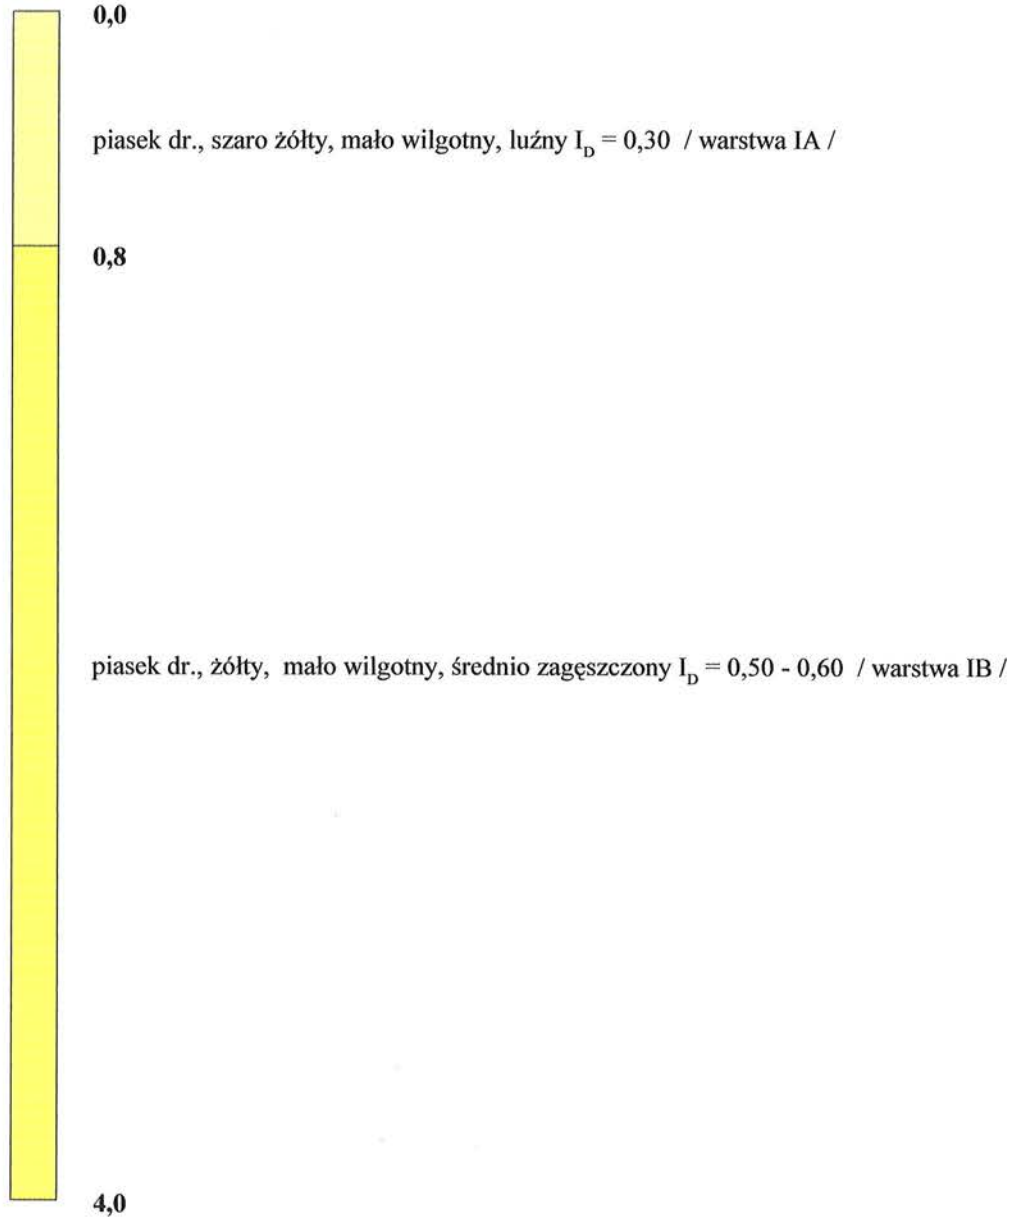 0,0
piasek dr., szaro żółty, mało wilgotny, luźny I_D = 0,30 / warstwa IA /
0,8
piasek dr., żółty, mało wilgotny, średnio zagęszczony I_D = 0,50 - 0,60 / warstwa IB /
4,0